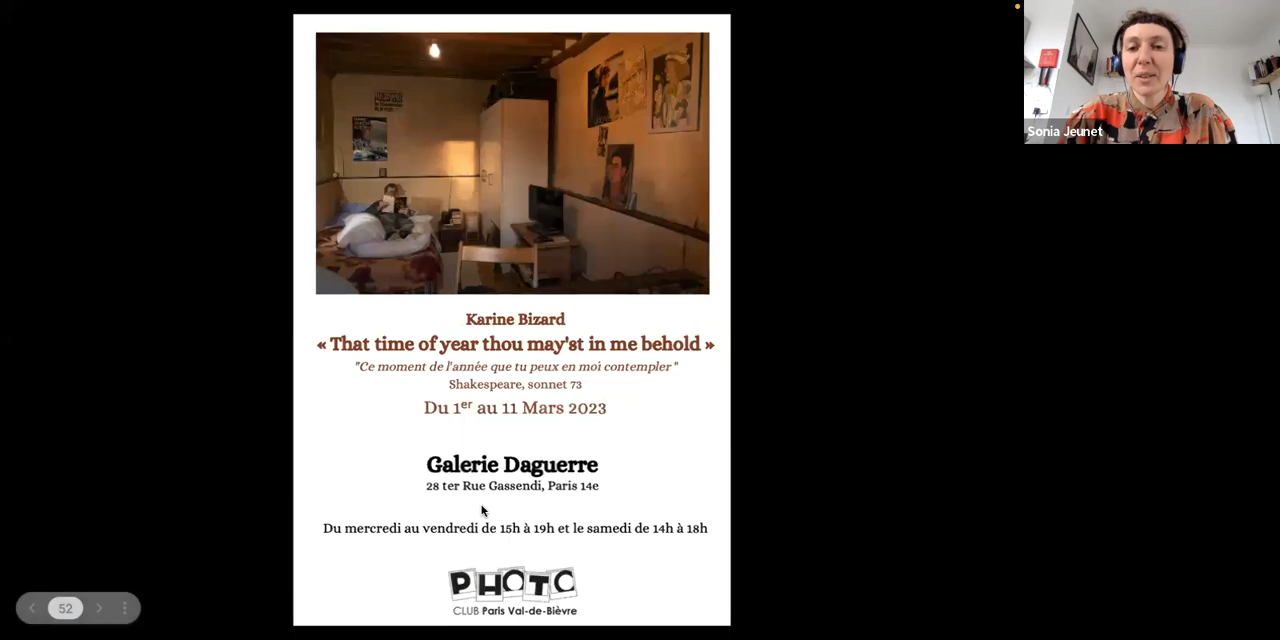 Karine Bizard
« That time of year thou may'st in me behold »
"Ce moment de l'année que tu peux en moi contempler"
Shakespeare, sonnet 73
Du 1er au 11 Mars 2023
Galerie Daguerre
28 ter Rue Gassendi, Paris 14e
Du mercredi au vendredi de 15h à 19h et le samedi de 14h à 18h
PHOTO
CLUB Paris Val-de-Bièvre
Sonia Jeunet
52